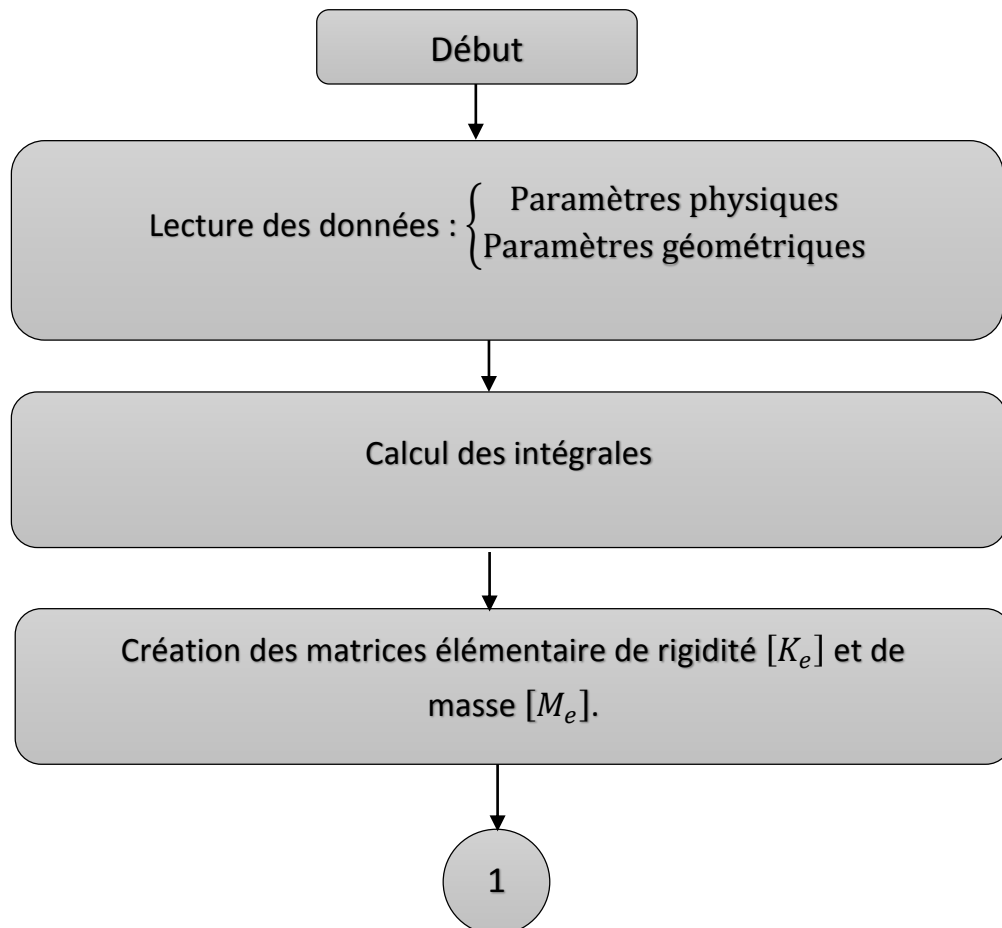 Début
Lecture des données : { Paramètres physiques
Paramètres géométriques
Calcul des intégrales
Création des matrices élémentaire de rigidité [Kₑ] et de
masse [Mₑ].
1